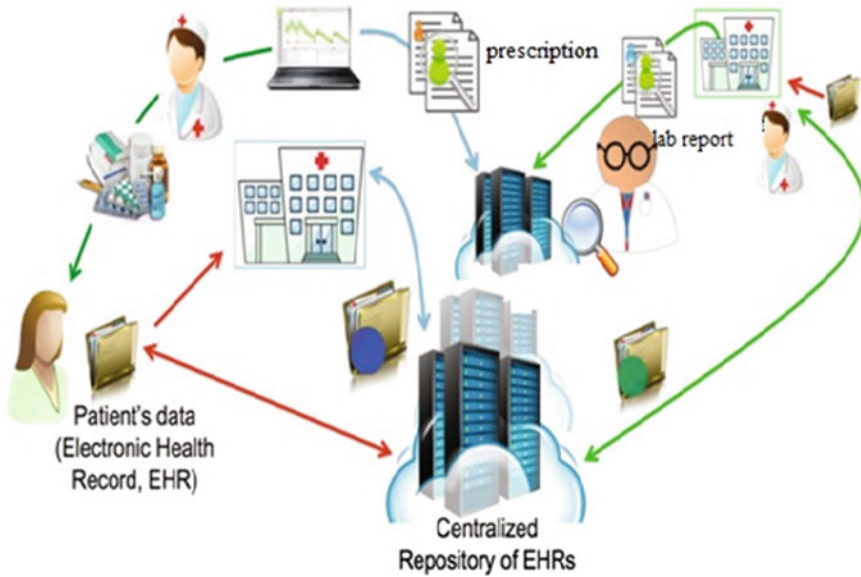 prescription
lab report
Patient's data
(Electronic Health
Record, EHR)
Centralized
Repository of EHRs